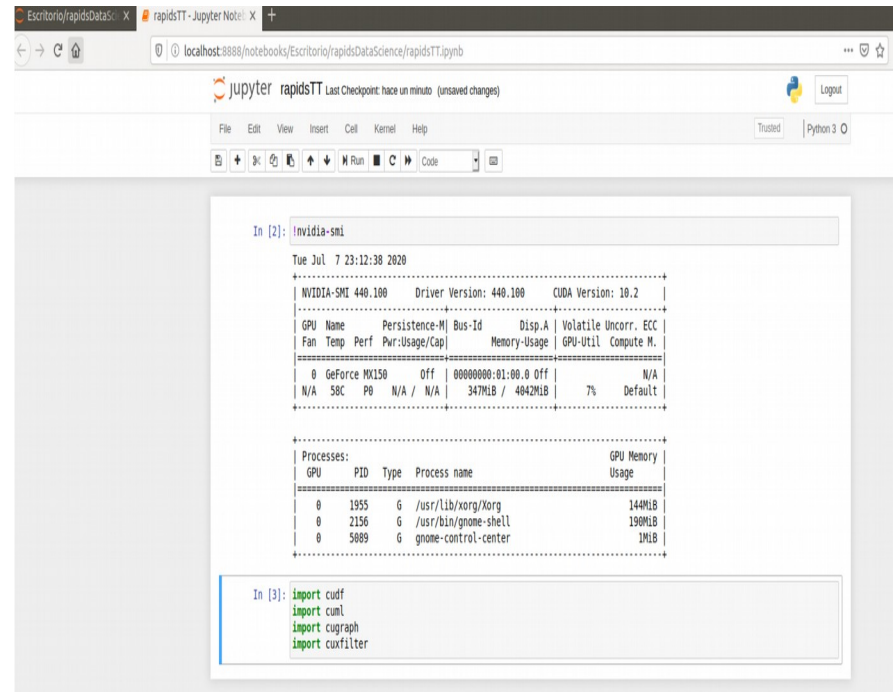 Escritorio/rapidsDataSci X rapidsTT - Jupyter Noteb X +
localhost:8888/notebooks/Escritorio/rapidsDataScience/rapidsTT.ipynb
jupyter rapidsTT Last Checkpoint: hace un minuto (unsaved changes) Logout
File Edit View Insert Cell Kernel Help Trusted Python 3
Run Code
In [2]: !nvidia-smi
Tue Jul 7 23:12:38 2020
NVIDIA-SMI 440.100 Driver Version: 440.100 CUDA Version: 10.2
GPU Name Persistence-M| Bus-Id Disp.A | Volatile Uncorr. ECC |
Fan Temp Perf Pwr:Usage/Cap| Memory-Usage | GPU-Util Compute M. |
0 GeForce MX150 Off | 00000000:01:00.0 Off | N/A |
N/A 58C P0 N/A / N/A | 347MiB / 4042MiB | 7% Default |
Processes: GPU Memory |
GPU PID Type Process name Usage |
0 1955 G /usr/lib/xorg/Xorg 144MiB |
0 2156 G /usr/bin/gnome-shell 190MiB |
0 5089 G gnome-control-center 1MiB |
In [3]: import cudf
import cuml
import cugraph
import cuxfilter